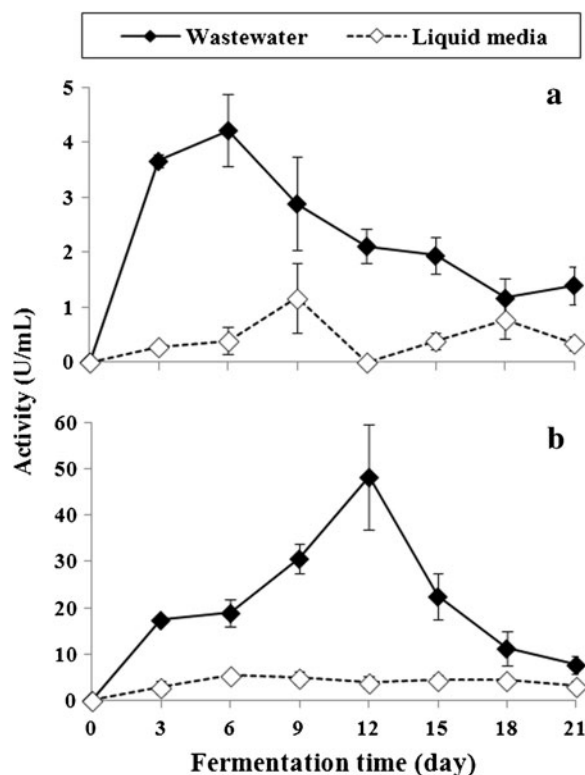 Wastewater Liquid media
a
5
4
3
2
1
0
Activity (U/mL)
b
60
50
40
30
20
10
0
0 3 6 9 12 15 18 21
Fermentation time (day)